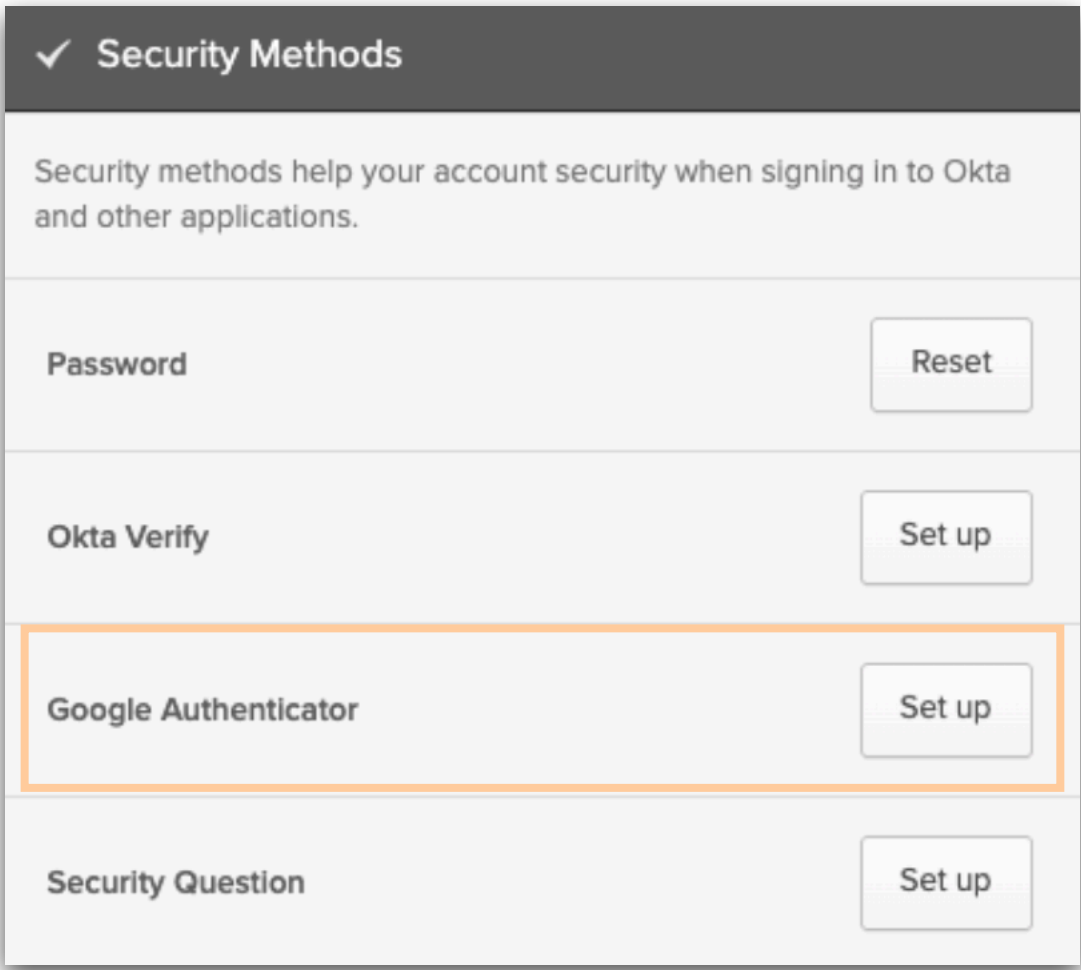 Security Methods
Security methods help your account security when signing in to Okta
and other applications.
Password
Reset
Okta Verify
Set up
Google Authenticator
Set up
Security Question
Set up